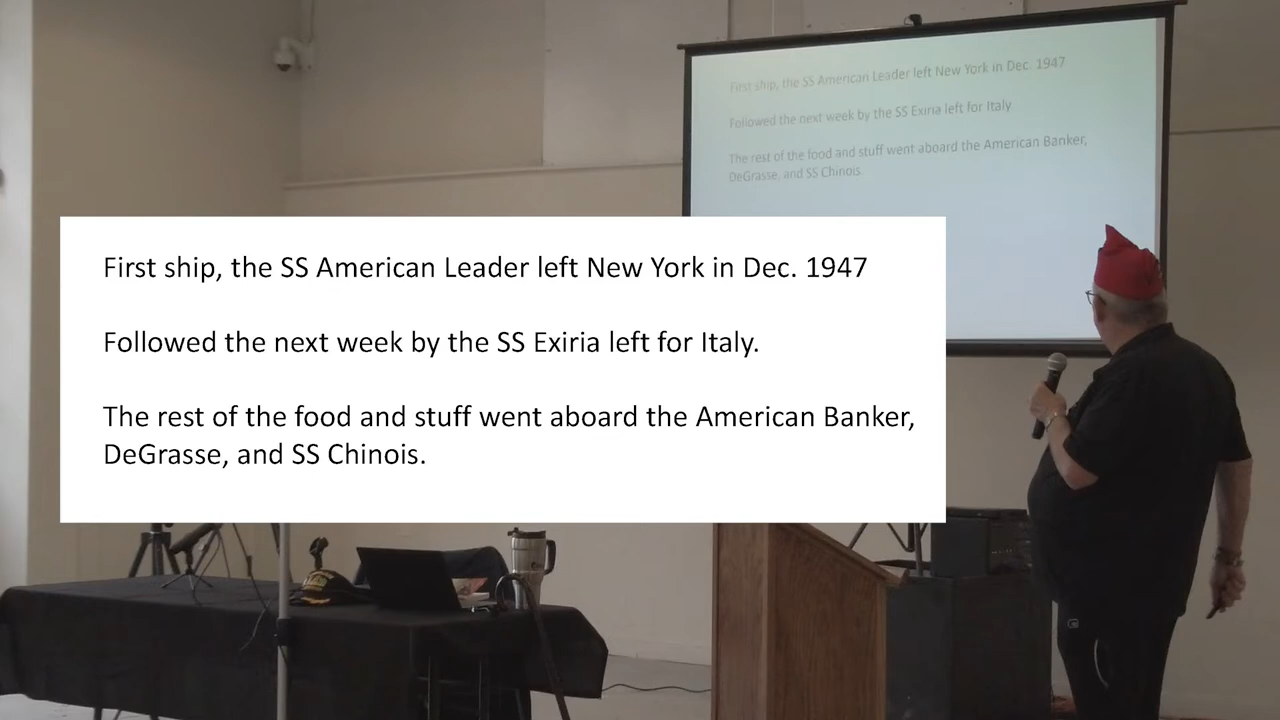 First ship, the SS American Leader left New York in Dec. 1947
Followed the next week by the SS Exiria left for Italy
The rest of the food and stuff went aboard the American Banker,
DeGrasse, and SS Chinois.
First ship, the SS American Leader left New York in Dec. 1947
Followed the next week by the SS Exiria left for Italy.
The rest of the food and stuff went aboard the American Banker,
DeGrasse, and SS Chinois.